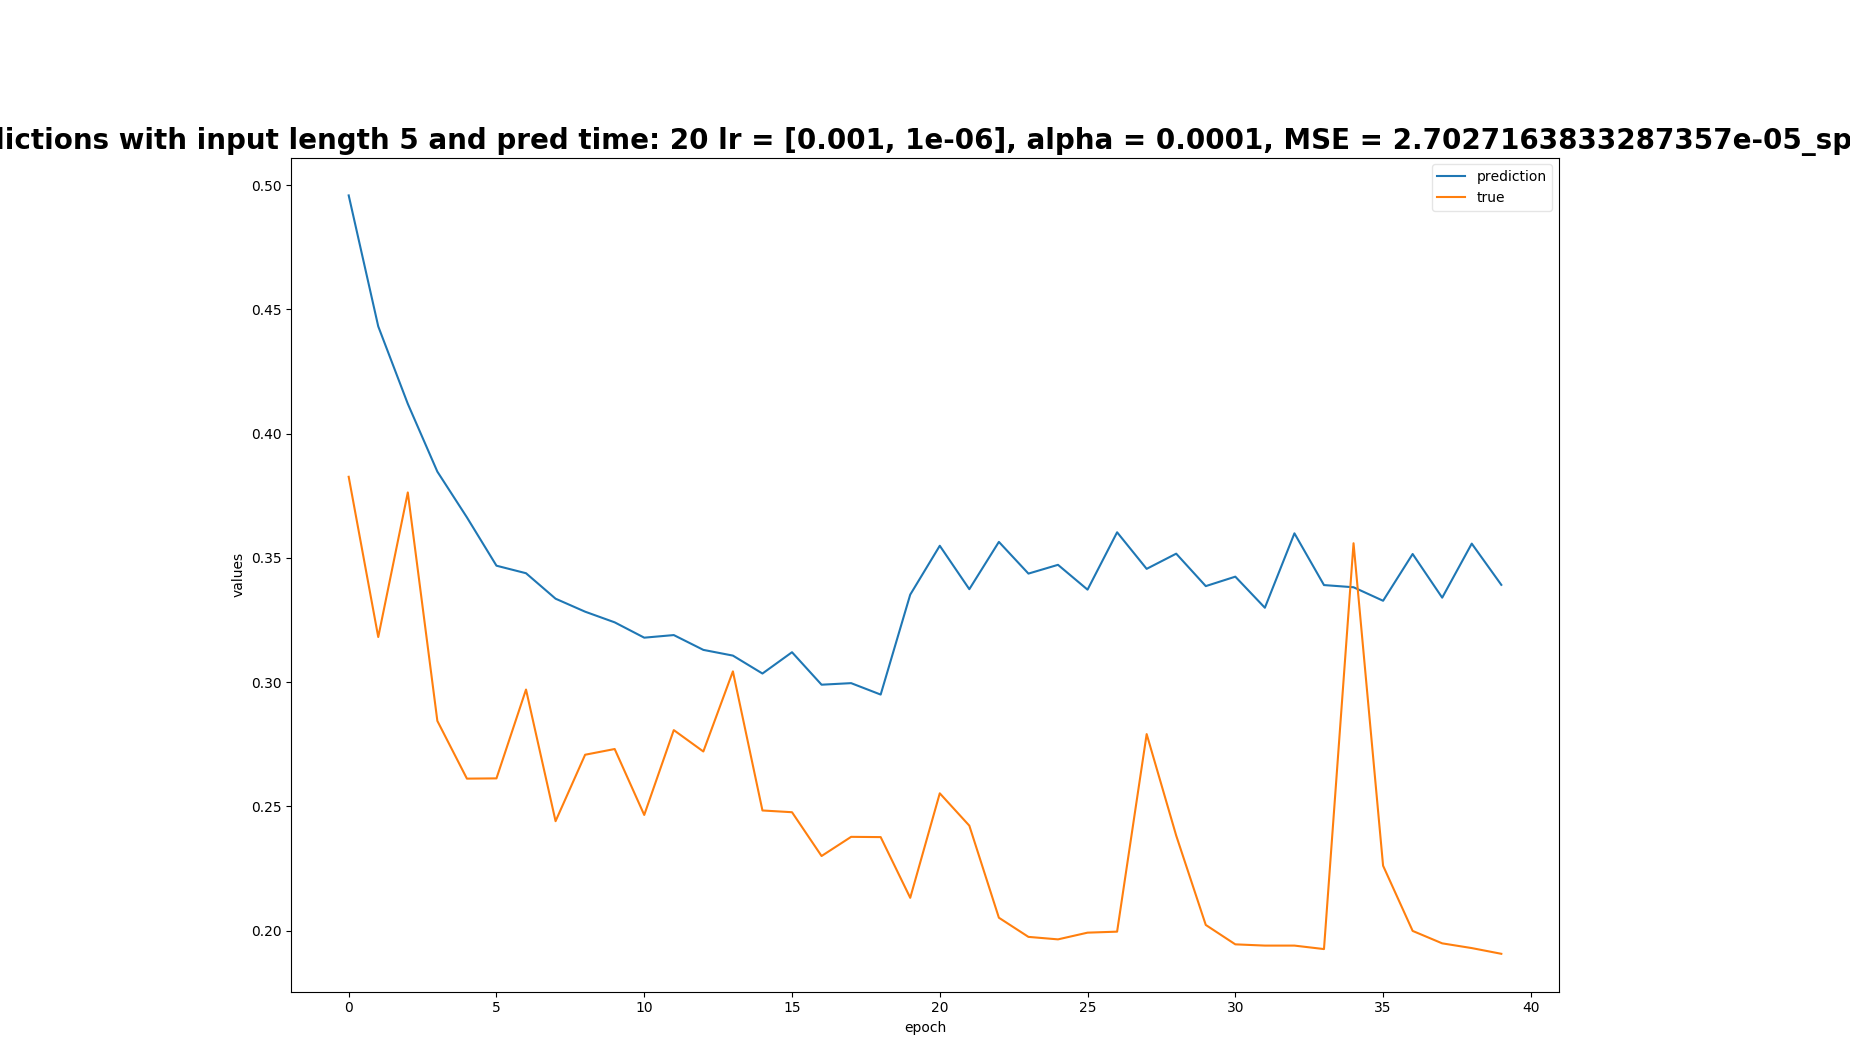 dictions with input length 5 and pred time: 20 lr = [0.001, 1e-06], alpha = 0.0001, MSE = 2.7027163833287357e-05_sp
prediction
true
0.50
0.45
0.40
0.35
0.30
0.25
0.20
values
0 5 10 15 20 25 30 35 40
epoch